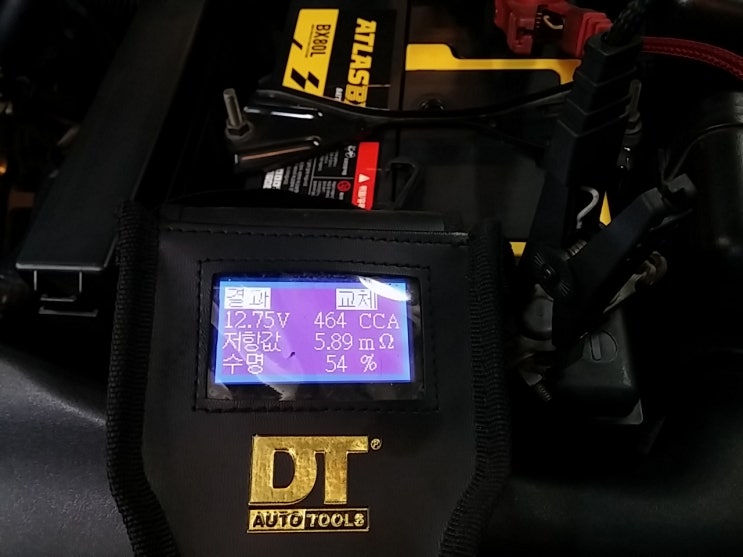 BX80L
ATLASBX
결과 교체
12.75V 464 CCA
저항값 5.89 mΩ
수명 54 %
DT®
AUTO TOOLS